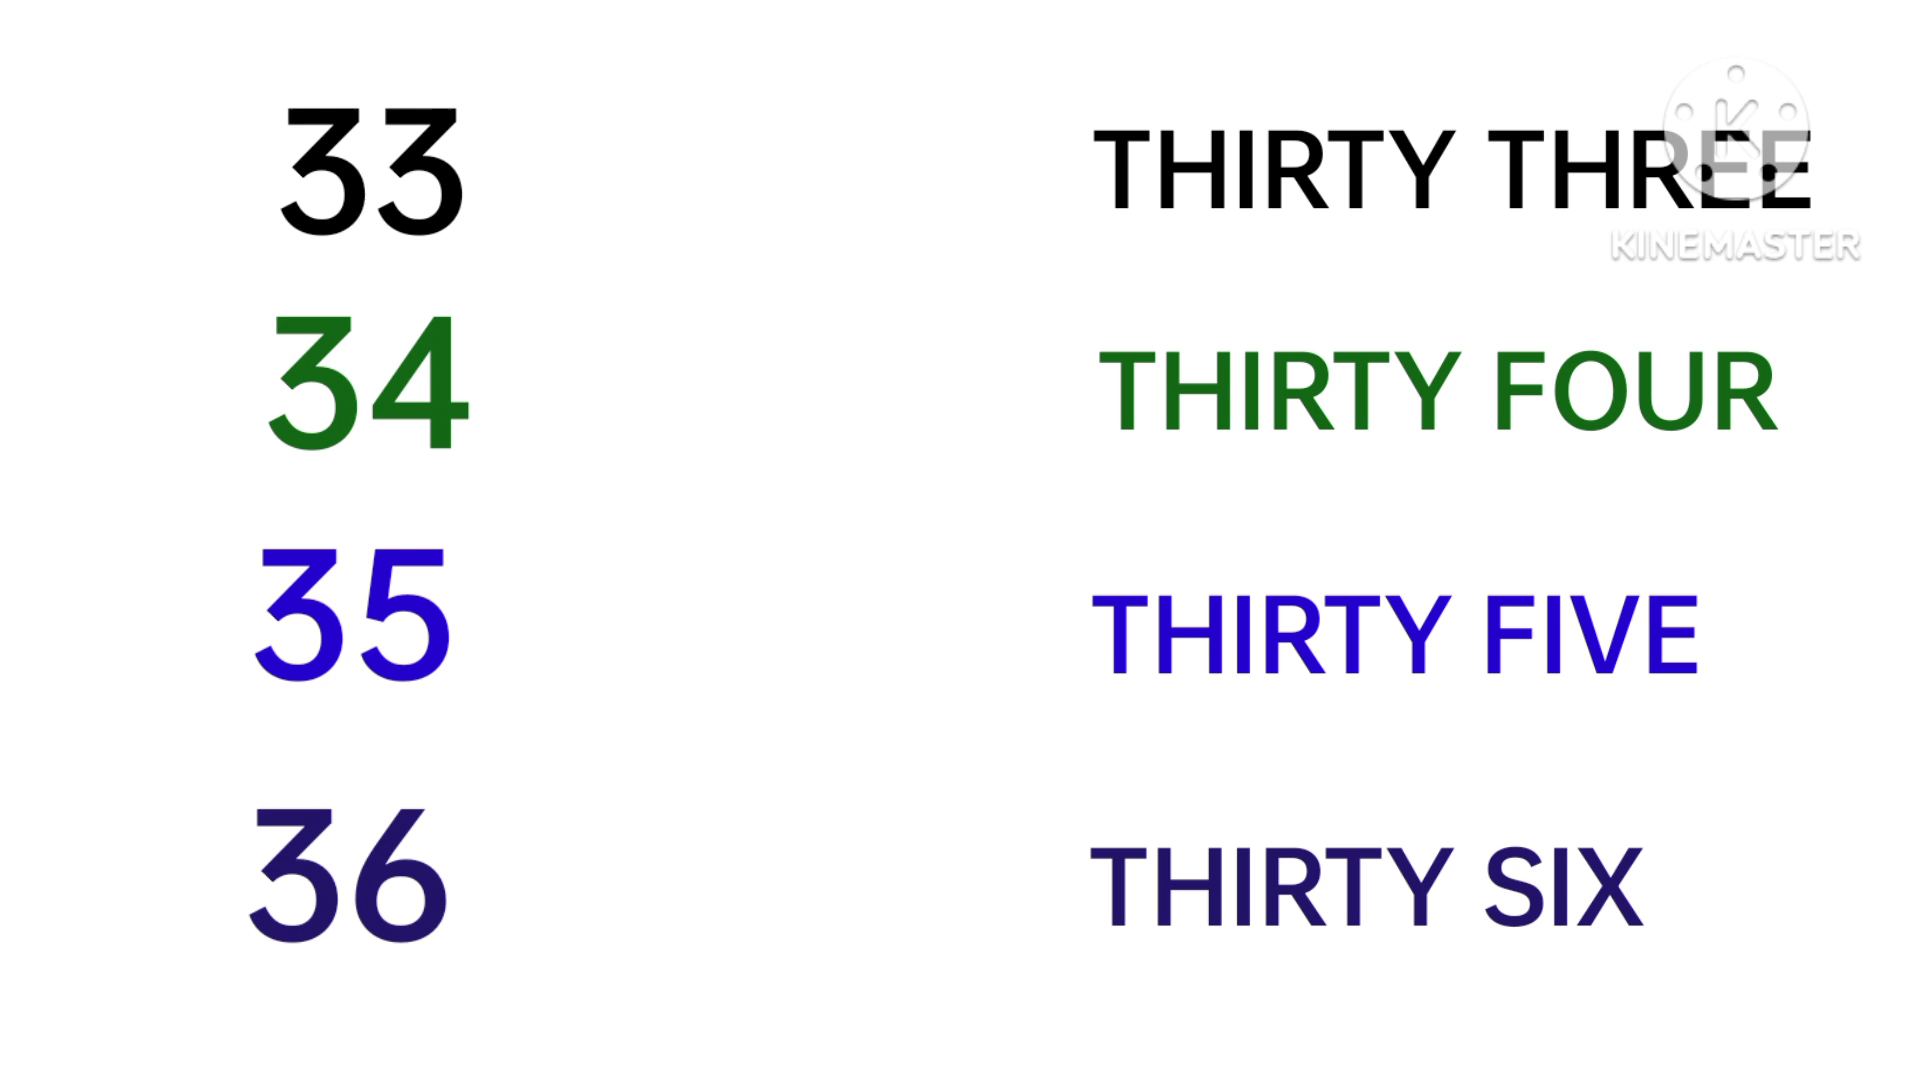 33 THIRTY THREE
KINEMASTER
34 THIRTY FOUR
35 THIRTY FIVE
36 THIRTY SIX